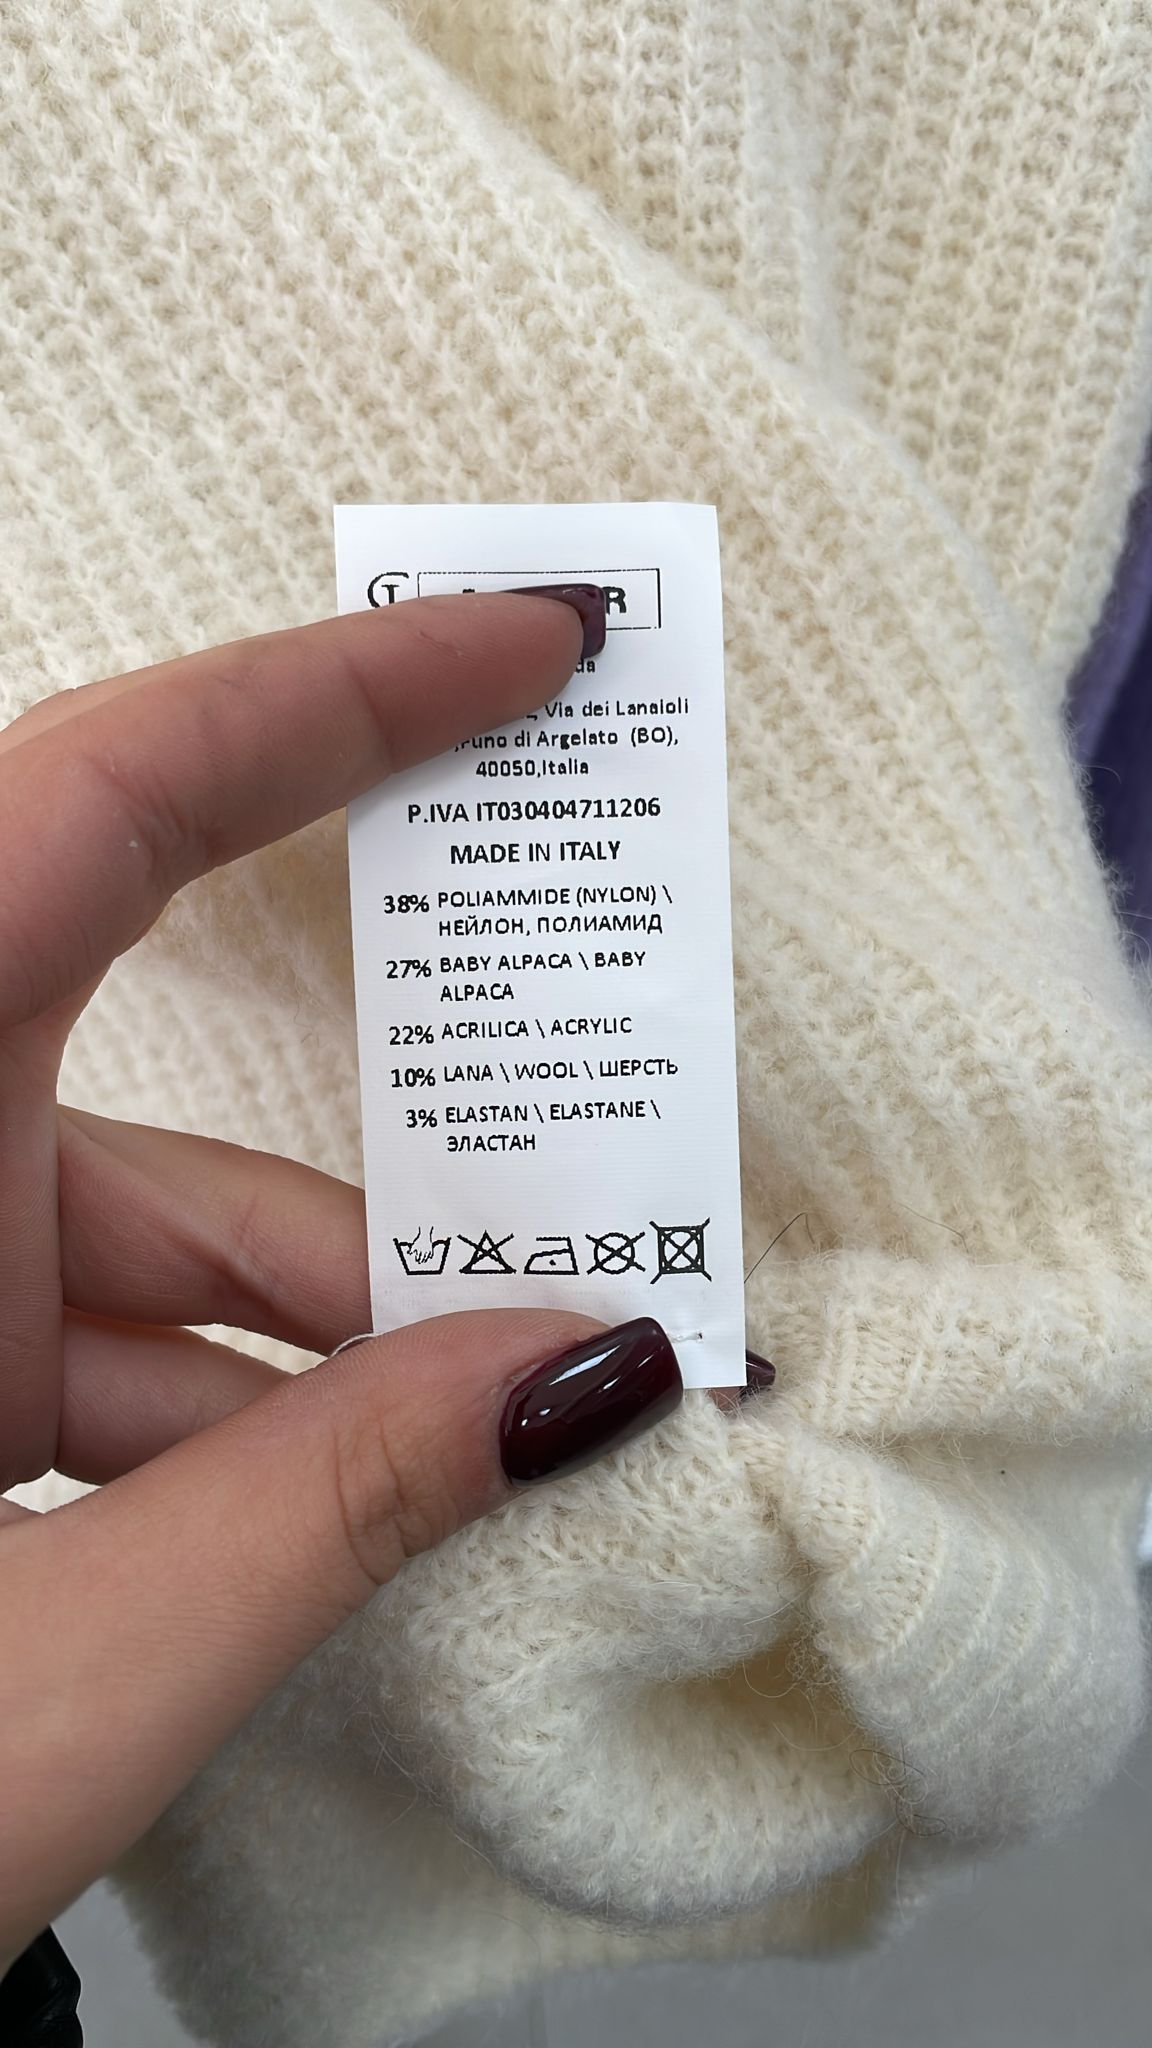 R
da
Via dei Lanaioli
Funo di Argelato (BO),
40050,Italia
P.IVA IT030404711206
MADE IN ITALY
38% POLIAMMIDE (NYLON) \
НЕЙЛОН, ПОЛИАМИД
27% BABY ALPACA \ BABY
ALPACA
22% ACRILICA \ ACRYLIC
10% LANA \ WOOL \ ШЕРСТЬ
3% ELASTAN \ ELASTANE \
ЭЛАСТАН